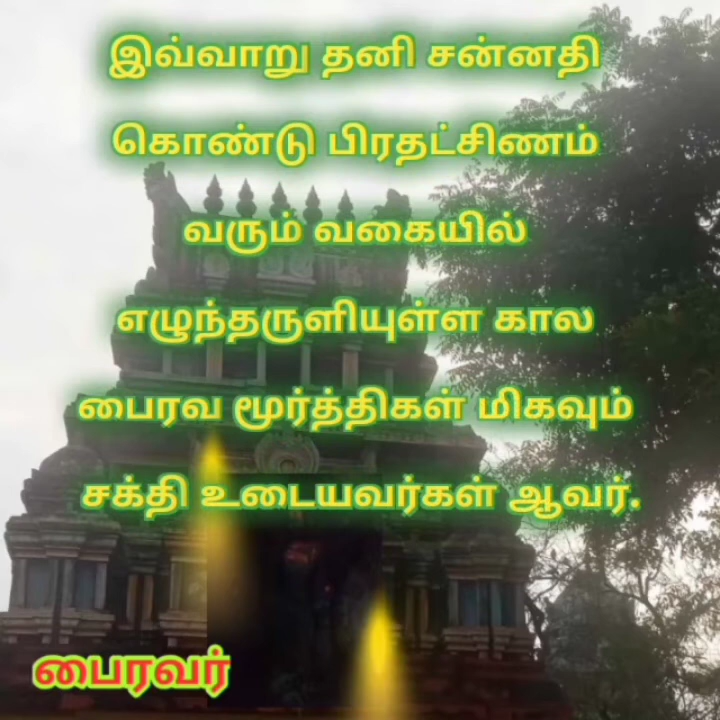 இவ்வாறு தனி சன்னதி
கொண்டு பிரதட்சிணம்
வரும் வகையில்
எழுந்தருளியுள்ள கால
பைரவ மூர்த்திகள் மிகவும்
சக்தி உடையவர்கள் ஆவர்.
பைரவர்